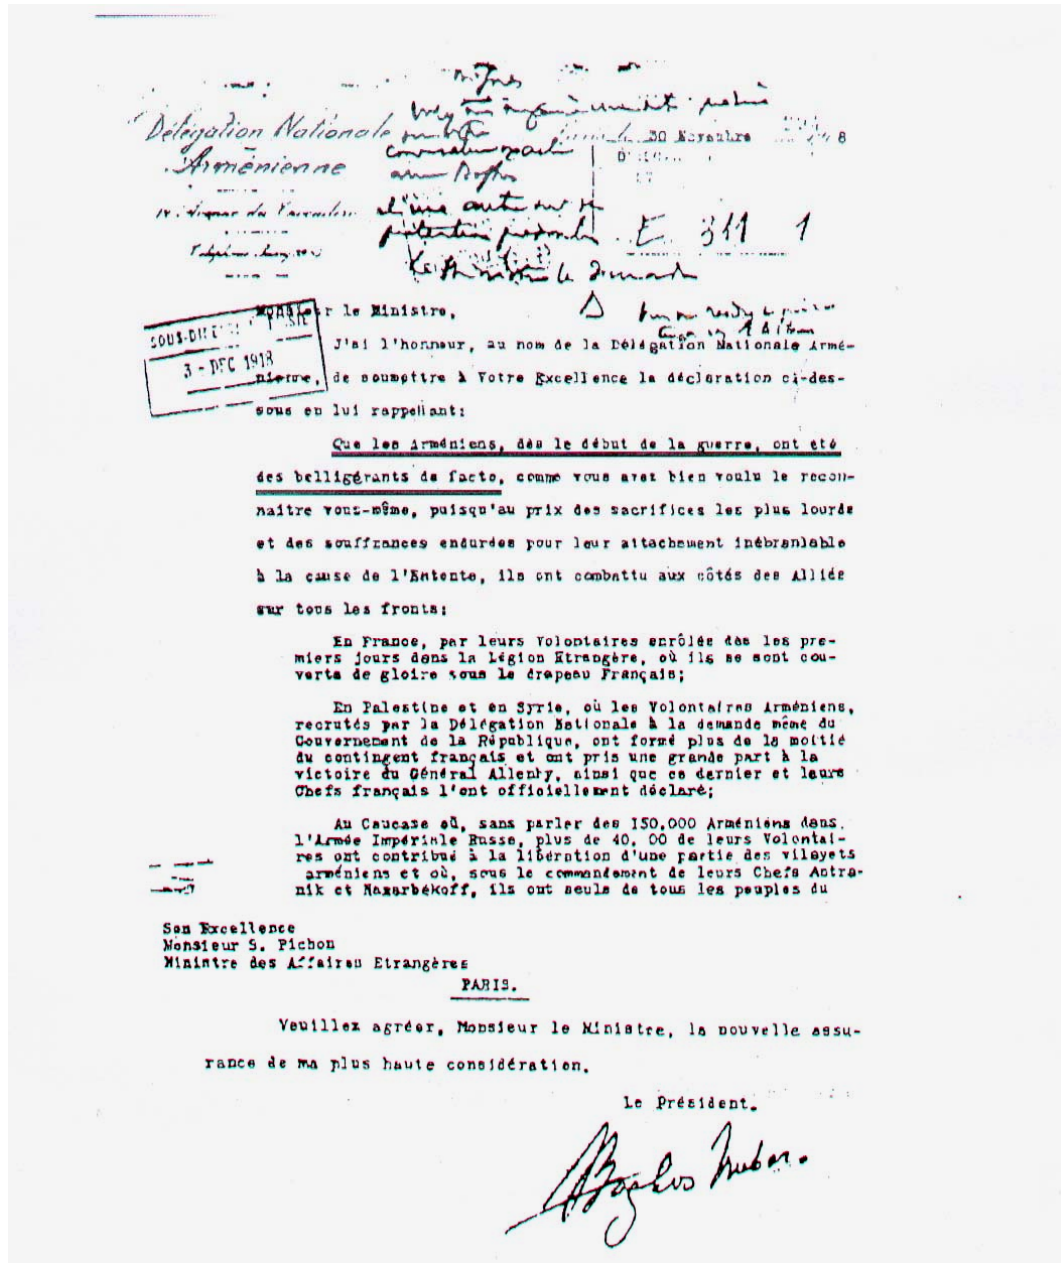 Délégation Nationale
Arménienne
30 Novembre 8
E 311 1
SOUS-DIR
3 - DEC 1918
Monsieur le Ministre,
J'ai l'honneur, au nom de la Délégation Nationale Armé-
nienne, de soumettre à Votre Excellence la déclaration ci-des-
sous en lui rappellant:
Que les Arméniens, dès le début de la guerre, ont été
des belligérants de facto, comme vous avez bien voulu le recon-
naître vous-même, puisqu'au prix des sacrifices les plus lourds
et des souffrances endurées pour leur attachement inébranlable
à la cause de l'Entente, ils ont combattu aux côtés des Alliés
sur tous les fronts:
En France, par leurs Volontaires enrôlés dès les pre-
miers jours dans la Légion Etrangère, où ils se sont cou-
verts de gloire sous le drapeau Français;
En Palestine et en Syrie, où les Volontaires Arméniens,
recrutés par la Délégation Nationale à la demande même du
Gouvernement de la République, ont formé plus de la moitié
du contingent français et ont pris une grande part à la
victoire du Général Allenby, ainsi que ce dernier et leurs
Chefs français l'ont officiellement déclaré;
Au Caucase où, sans parler des 150.000 Arméniens dans
l'Armée Impériale Russe, plus de 40. 00 de leurs Volontai-
res ont contribué à la libération d'une partie des vilayets
arméniens et où, sous le commandement de leurs Chefs Antra-
nik et Nazarbékoff, ils ont seuls de tous les peuples du
Son Excellence
Monsieur S. Pichon
Ministre des Affaires Etrangères
PARIS.
Veuillez agréer, Monsieur le Ministre, la nouvelle assu-
rance de ma plus haute considération.
Le Président.
Boghos Nubar.